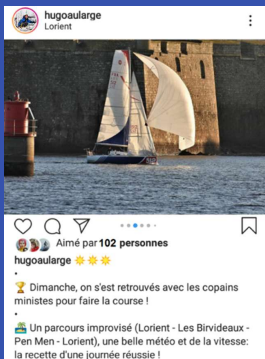 hugoaularge
Lorient
Aimé par 102 personnes
hugoaularge ☀️ ☀️ ☀️
•
🏆 Dimanche, on s'est retrouvés avec les copains
ministes pour faire la course !
•
🏝️ Un parcours improvisé (Lorient - Les Birvideaux -
Pen Men - Lorient), une belle météo et de la vitesse:
la recette d'une journée réussie !